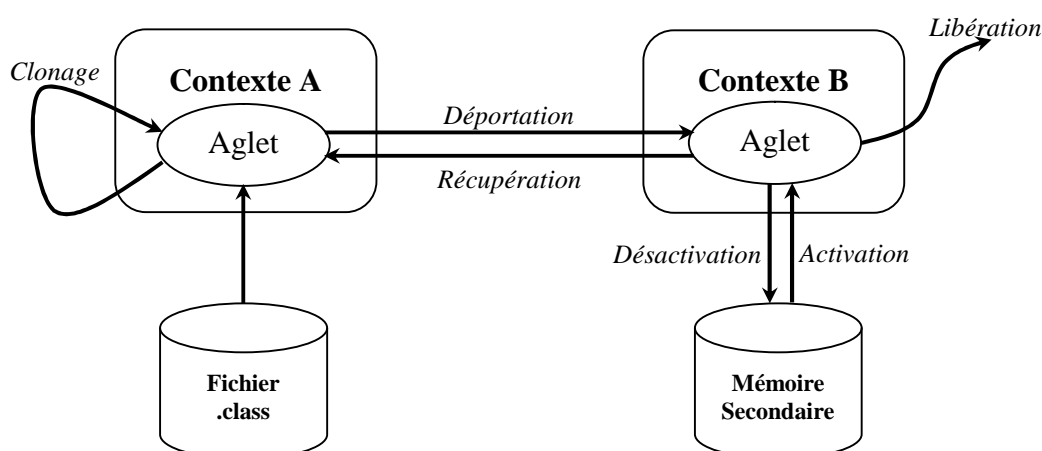 Libération
Clonage
Contexte A
Contexte B
Déportation
Aglet
Aglet
Récupération
Désactivation
Activation
Fichier
.class
Mémoire
Secondaire